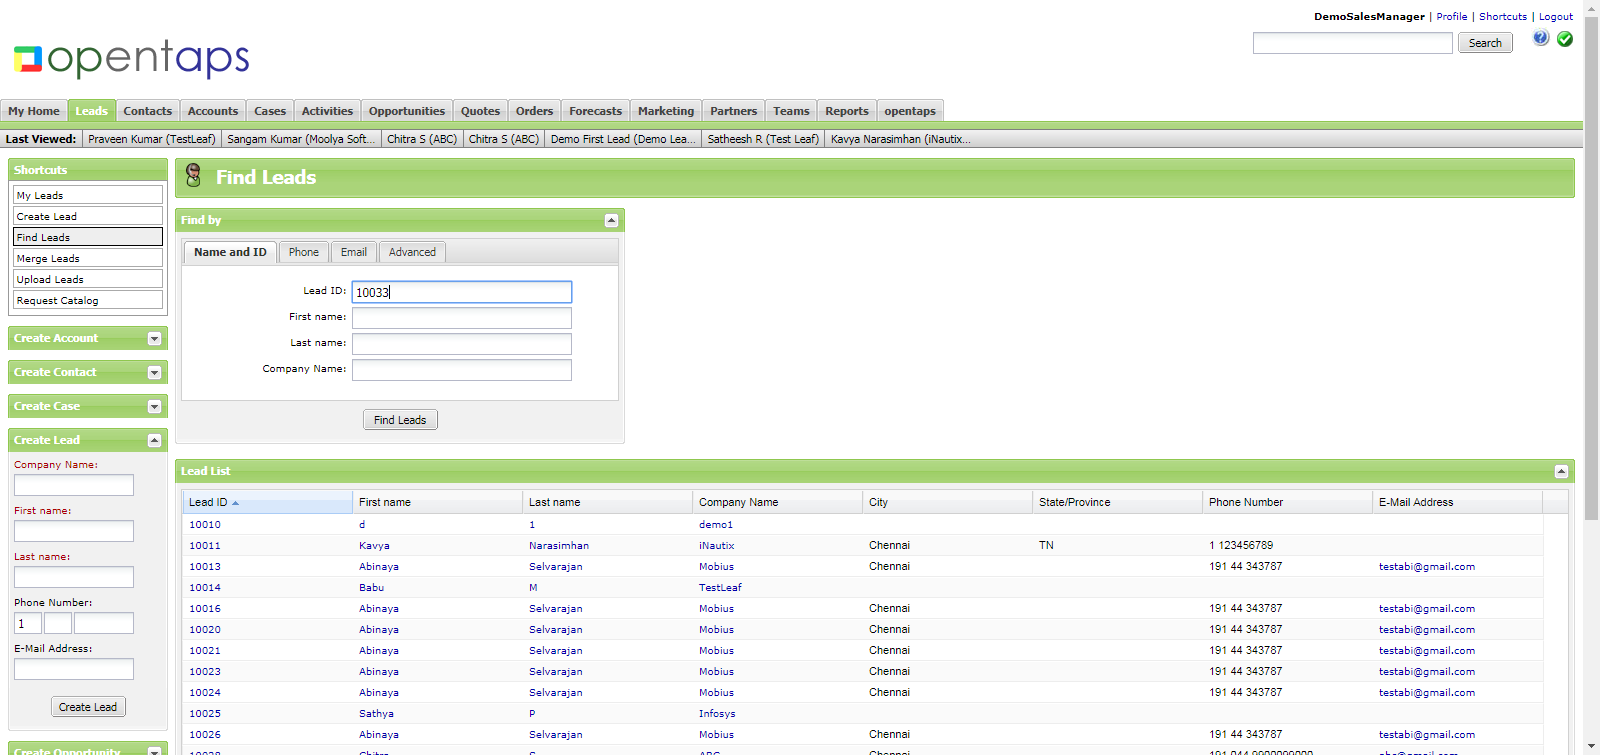 DemoSalesManager | Profile | Shortcuts | Logout
Search
opentaps
My Home Leads Contacts Accounts Cases Activities Opportunities Quotes Orders Forecasts Marketing Partners Teams Reports opentaps
Last Viewed: Praveen Kumar (TestLeaf) Sangam Kumar (Moolya Soft... Chitra S (ABC) Chitra S (ABC) Demo First Lead (Demo Lea... Satheesh R (Test Leaf) Kavya Narasimhan (iNautix...
Shortcuts
My Leads
Create Lead
Find Leads
Merge Leads
Upload Leads
Request Catalog
Create Account
Create Contact
Create Case
Create Lead
Company Name:
First name:
Last name:
Phone Number:
1
E-Mail Address:
Create Lead
Create Opportunity
Find Leads
Find by
Name and ID Phone Email Advanced
Lead ID: 10033
First name:
Last name:
Company Name:
Find Leads
Lead List
Lead ID First name Last name Company Name City State/Province Phone Number E-Mail Address
10010 d 1 demo1
10011 Kavya Narasimhan iNautix Chennai TN 1 123456789
10013 Abinaya Selvarajan Mobius Chennai 191 44 343787 testabi@gmail.com
10014 Babu M TestLeaf
10016 Abinaya Selvarajan Mobius Chennai 191 44 343787 testabi@gmail.com
10020 Abinaya Selvarajan Mobius Chennai 191 44 343787 testabi@gmail.com
10021 Abinaya Selvarajan Mobius Chennai 191 44 343787 testabi@gmail.com
10023 Abinaya Selvarajan Mobius Chennai 191 44 343787 testabi@gmail.com
10024 Abinaya Selvarajan Mobius Chennai 191 44 343787 testabi@gmail.com
10025 Sathya P Infosys
10026 Abinaya Selvarajan Mobius Chennai 191 44 343787 testabi@gmail.com
Chitra S ABC Chennai